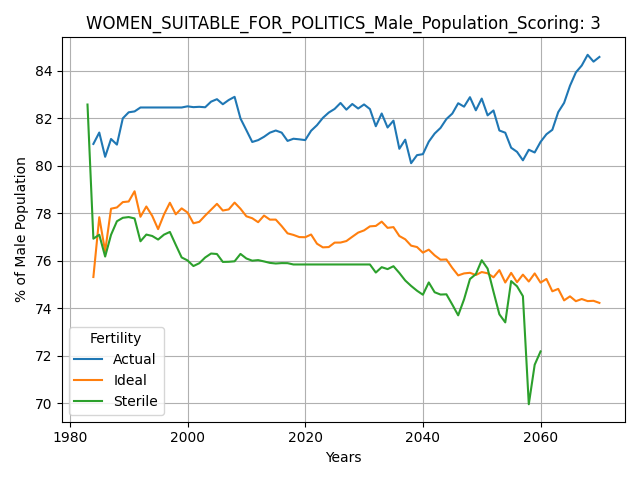 WOMEN_SUITABLE_FOR_POLITICS_Male_Population_Scoring: 3
% of Male Population
84
82
80
78
76
74
72
70
Fertility
Actual
Ideal
Sterile
1980
2000
2020
2040
2060
Years